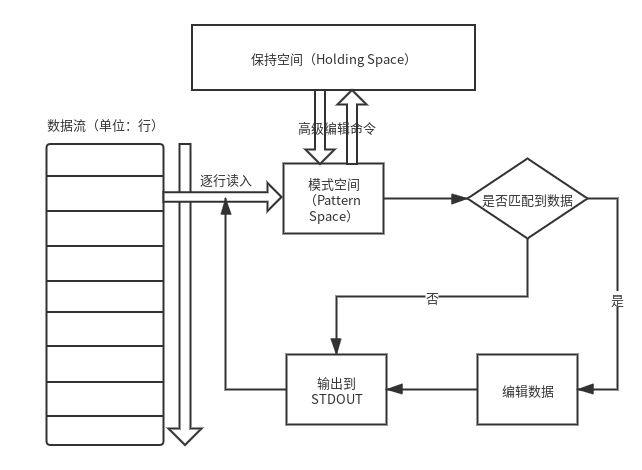 保持空间（Holding Space）
数据流（单位：行）
高级编辑命令
逐行读入
模式空间
（Pattern
Space）
是否匹配到数据
否
是
输出到
STDOUT
编辑数据